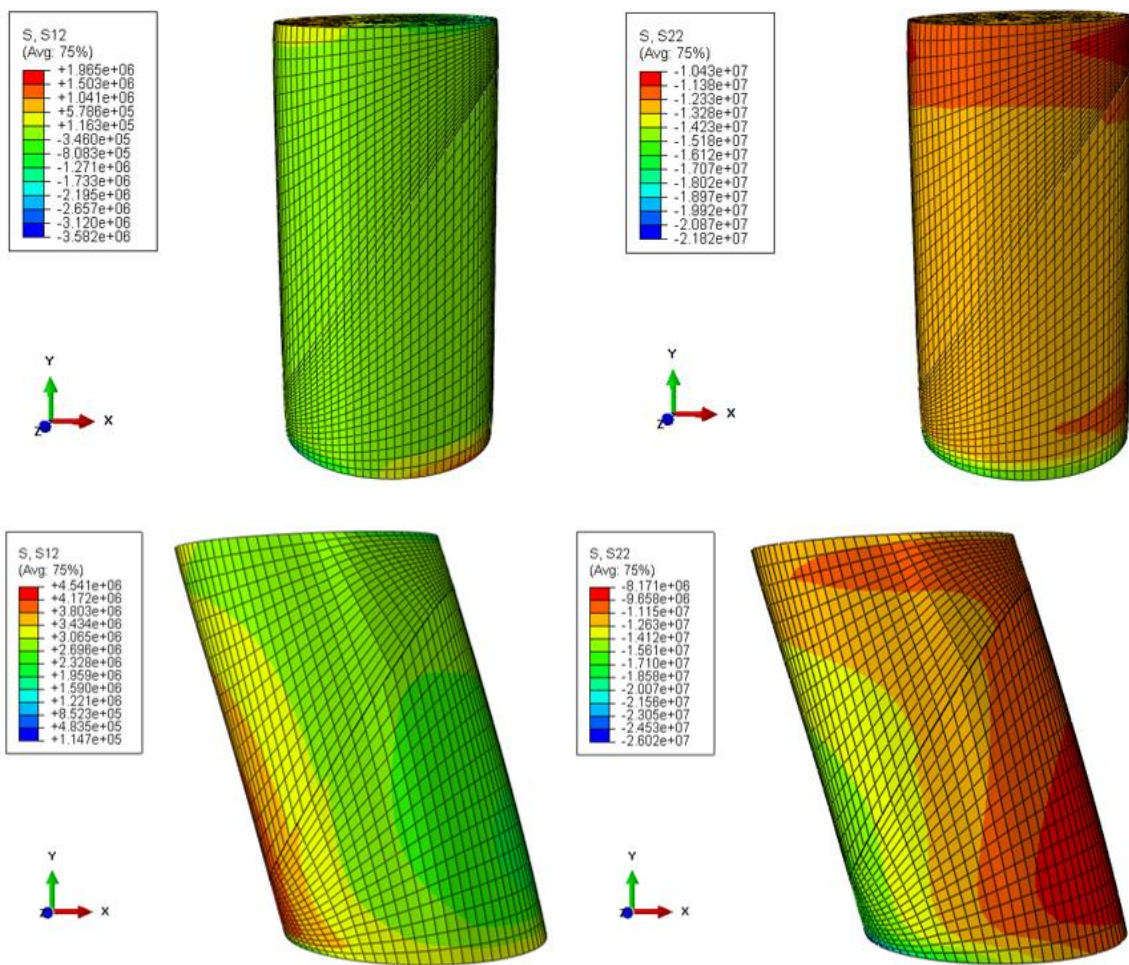 S, S12
(Avg: 75%)
+1.965e+06
+1.503e+06
+1.041e+06
+5.786e+05
+1.163e+05
-3.460e+05
-8.083e+05
-1.271e+06
-1.733e+06
-2.195e+06
-2.657e+06
-3.120e+06
-3.582e+06
Y
Z
X
S, S22
(Avg: 75%)
-1.043e+07
-1.138e+07
-1.233e+07
-1.328e+07
-1.423e+07
-1.518e+07
-1.612e+07
-1.707e+07
-1.802e+07
-1.897e+07
-1.992e+07
-2.087e+07
-2.182e+07
Y
Z
X
S, S12
(Avg: 75%)
+4.541e+06
+4.172e+06
+3.803e+06
+3.434e+06
+3.065e+06
+2.696e+06
+2.328e+06
+1.959e+06
+1.590e+06
+1.221e+06
+8.523e+05
+4.835e+05
+1.147e+05
Y
Z
X
S, S22
(Avg: 75%)
-8.171e+06
-9.658e+06
-1.115e+07
-1.263e+07
-1.412e+07
-1.561e+07
-1.710e+07
-1.858e+07
-2.007e+07
-2.156e+07
-2.305e+07
-2.453e+07
-2.602e+07
Y
Z
X